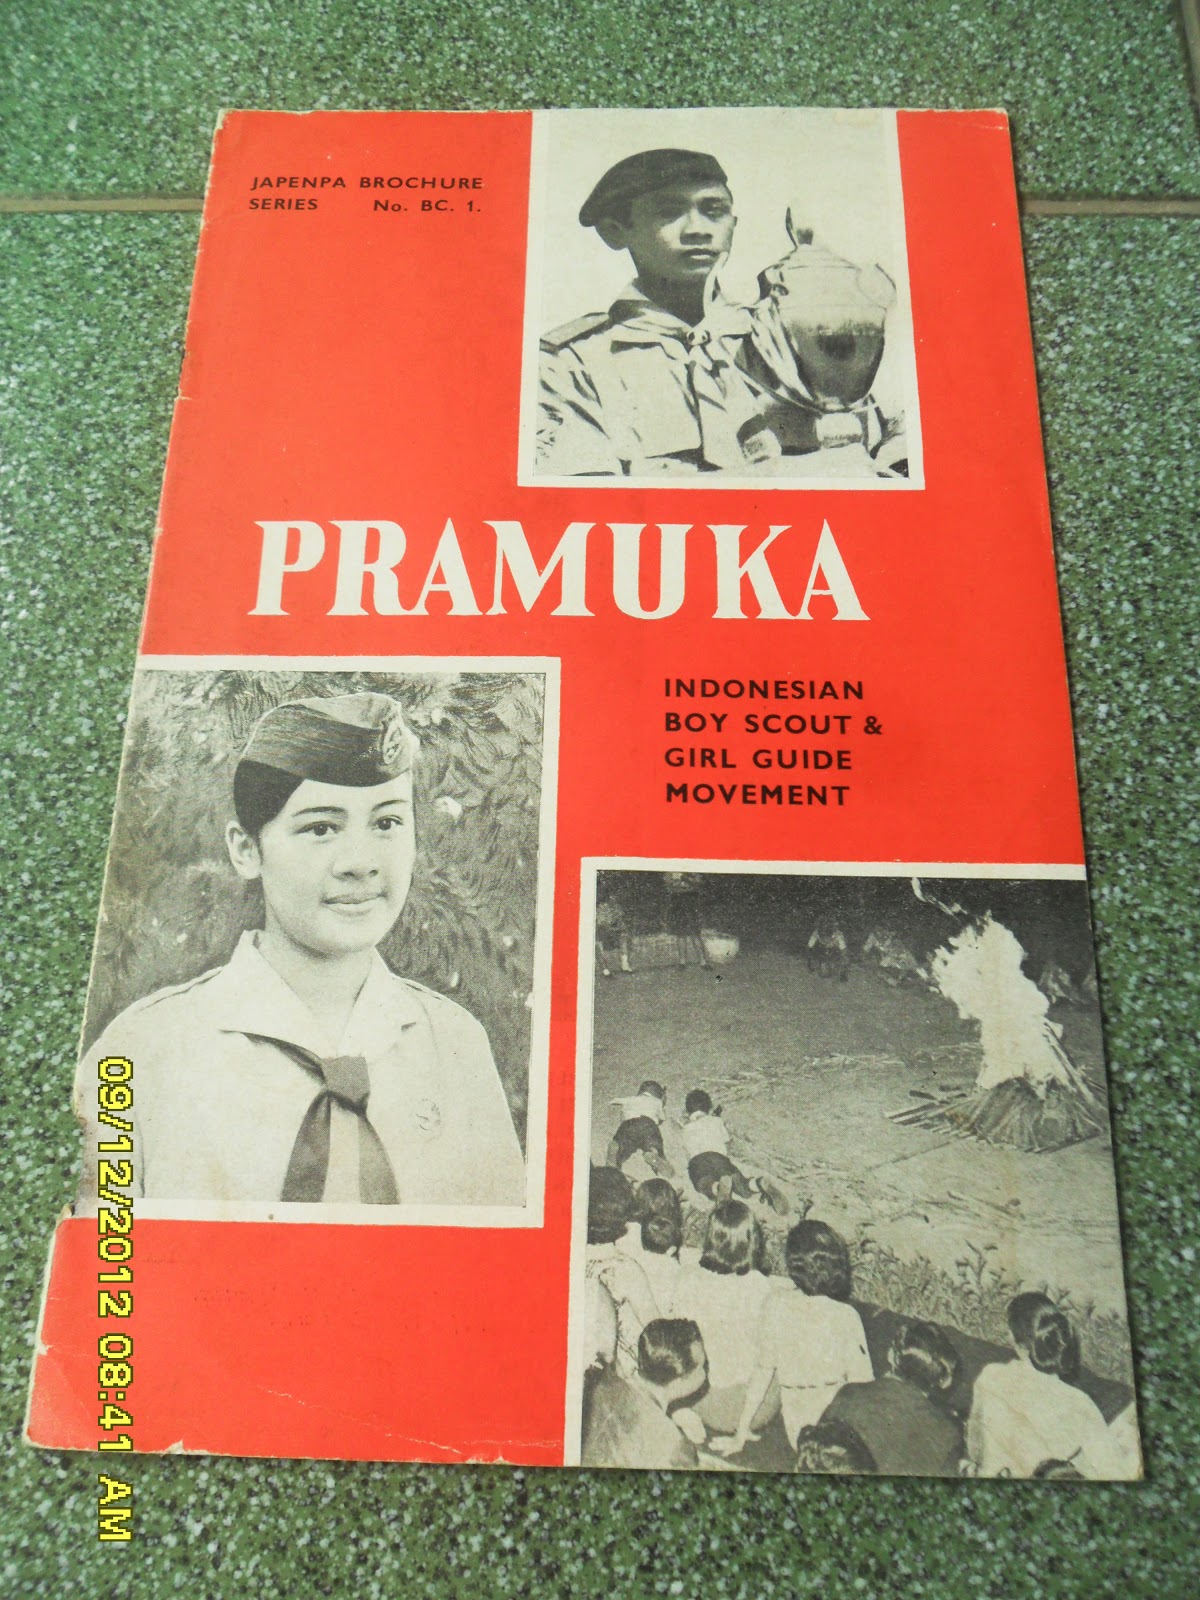 JAPENPA BROCHURE
SERIES No. BC. 1.
PRAMUKA
INDONESIAN
BOY SCOUT &
GIRL GUIDE
MOVEMENT
09/12/2012 08:41 AM